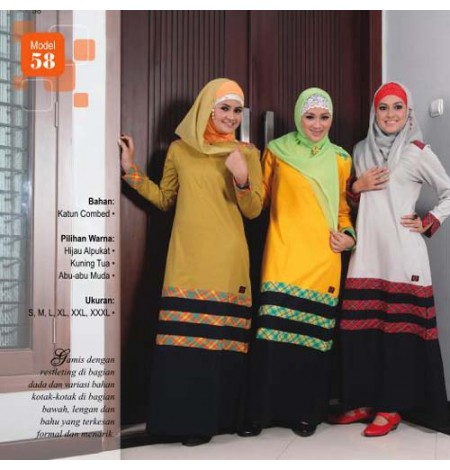 58
Model
58
Bahan:
Katun Combed •
Pilihan Warna:
Hijau Alpukat •
Kuning Tua •
Abu-abu Muda •
Ukuran:
S, M, L, XL, XXL, XXXL •
Gamis dengan
resfleting di bagian
dada dan variasi bahan
kotak-kotak di bagian
bawah, lengan dan
bahu yang terkesan
formal dan menarik.